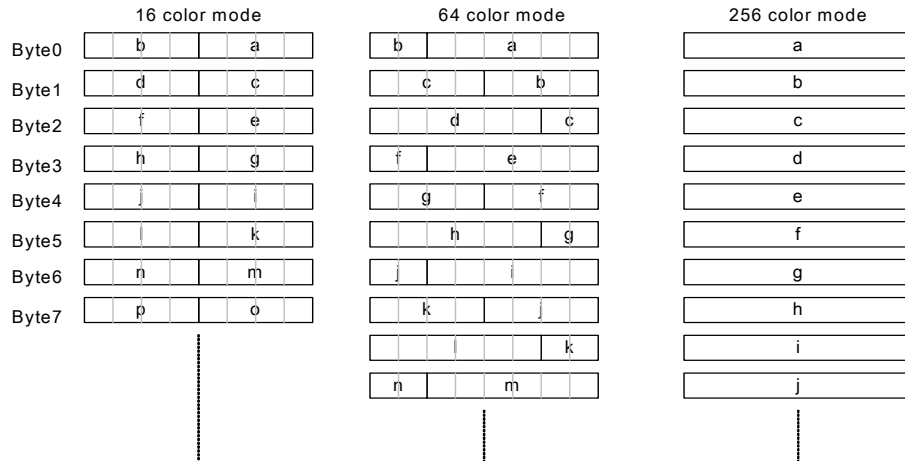 16 color mode 64 color mode 256 color mode
Byte0 b a b a a
Byte1 d c c b b
Byte2 f e d c c
Byte3 h g f e d
Byte4 j i g f e
Byte5 l k h g f
Byte6 n m j i g
Byte7 p o k j h
l k i
n m j